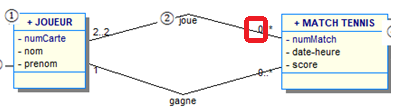 1
+ JOUEUR
- numCarte
- nom
- prenom
2..2
2 joue
0..*
1
0..*
gagne
+ MATCH TENNIS
- numMatch
- date-heure
- score